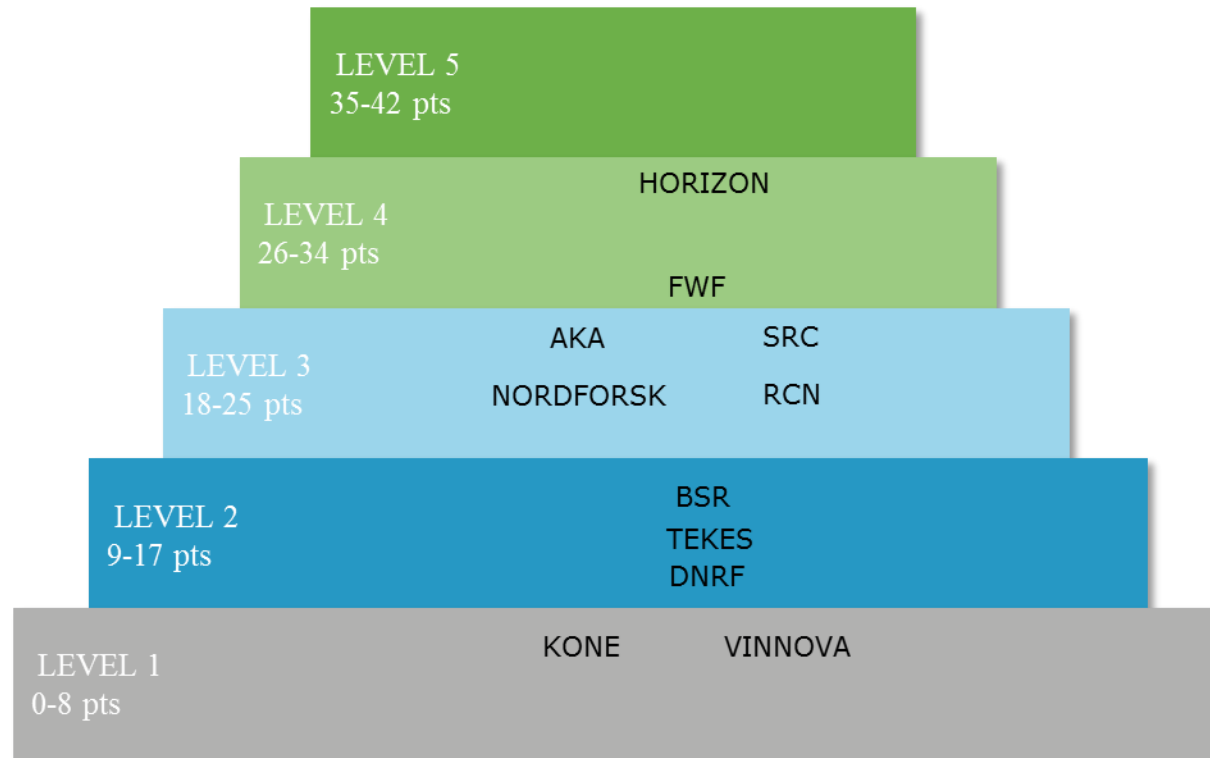 LEVEL 5
35-42 pts
HORIZON
LEVEL 4
26-34 pts
FWF
AKA SRC
LEVEL 3
18-25 pts
NORDFORSK RCN
BSR
LEVEL 2
TEKES
9-17 pts
DNRF
KONE VINNOVA
LEVEL 1
0-8 pts